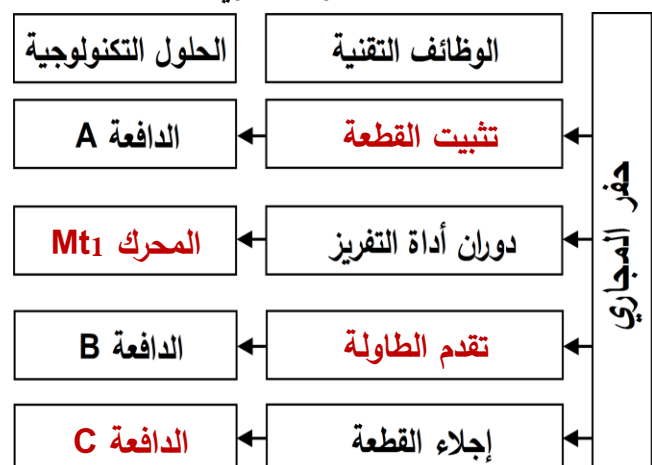 الوظائف التقنية
الحلول التكنولوجية
حفر المجاري
تثبيت القطعة
الدافعة A
دوران أداة التفريز
المحرك Mt1
تقدم الطاولة
الدافعة B
إجلاء القطعة
الدافعة C